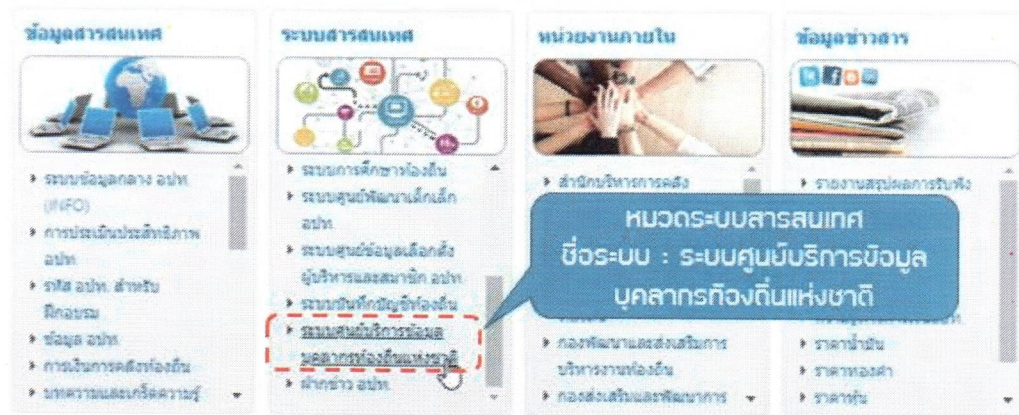 ข้อมูลสารสนเทศ
ระบบข้อมูลกลาง อปท.
(INFO)
การประเมินประสิทธิภาพ
อปท.
รหัส อปท. สำหรับ
ฝึกอบรม
ข้อมูล อปท.
การเงินการคลังท้องถิ่น
บทความและเกร็ดความรู้
ระบบสารสนเทศ
ระบบการศึกษาท้องถิ่น
ระบบศูนย์พัฒนาเด็กเล็ก
อปท.
ระบบศูนย์ข้อมูลเลือกตั้ง
ผู้บริหารและสมาชิก อปท.
ระบบบันทึกบัญชีท้องถิ่น
ระบบศูนย์บริการข้อมูล
บุคลากรท้องถิ่นแห่งชาติ
ฝากข่าว อปท.
หน่วยงานภายใน
สำนักบริหารการคลัง
หมวดระบบสารสนเทศ
ชื่อระบบ : ระบบศูนย์บริการข้อมูล
บุคลากรท้องถิ่นแห่งชาติ
กองพัฒนาและส่งเสริมการ
บริหารงานท้องถิ่น
กองส่งเสริมและพัฒนาการ
ข้อมูลข่าวสาร
รายงานสรุปผลการรับฟัง
ราคาน้ำมัน
ราคาทองคำ
ราคาหุ้น